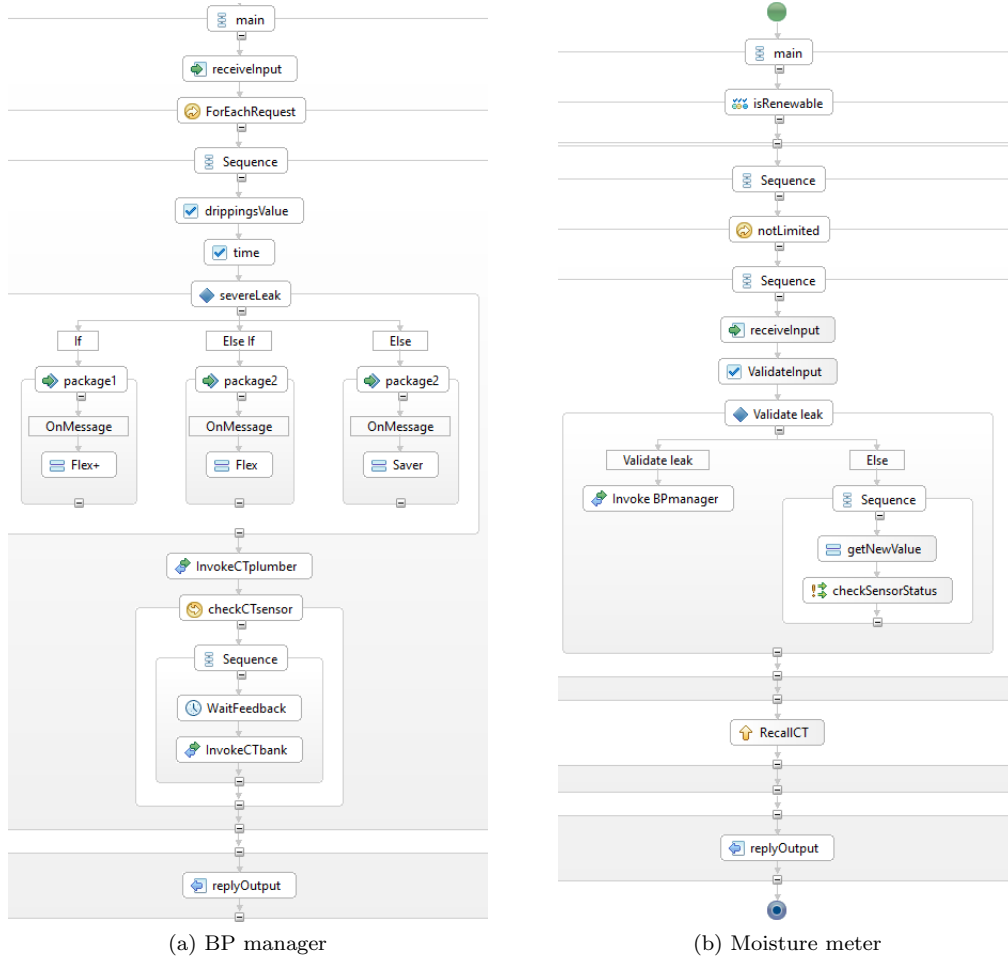 main
receiveInput
ForEachRequest
Sequence
drippingsValue
time
severeLeak
If
Else If
Else
package1
package2
package2
OnMessage
OnMessage
OnMessage
Flex+
Flex
Saver
InvokeCTplumber
checkCTsensor
Sequence
WaitFeedback
InvokeCTbank
replyOutput
(a) BP manager
main
isRenewable
Sequence
notLimited
Sequence
receiveInput
ValidateInput
Validate leak
Validate leak
Else
Invoke BPmanager
Sequence
getNewValue
checkSensorStatus
RecallCT
replyOutput
(b) Moisture meter